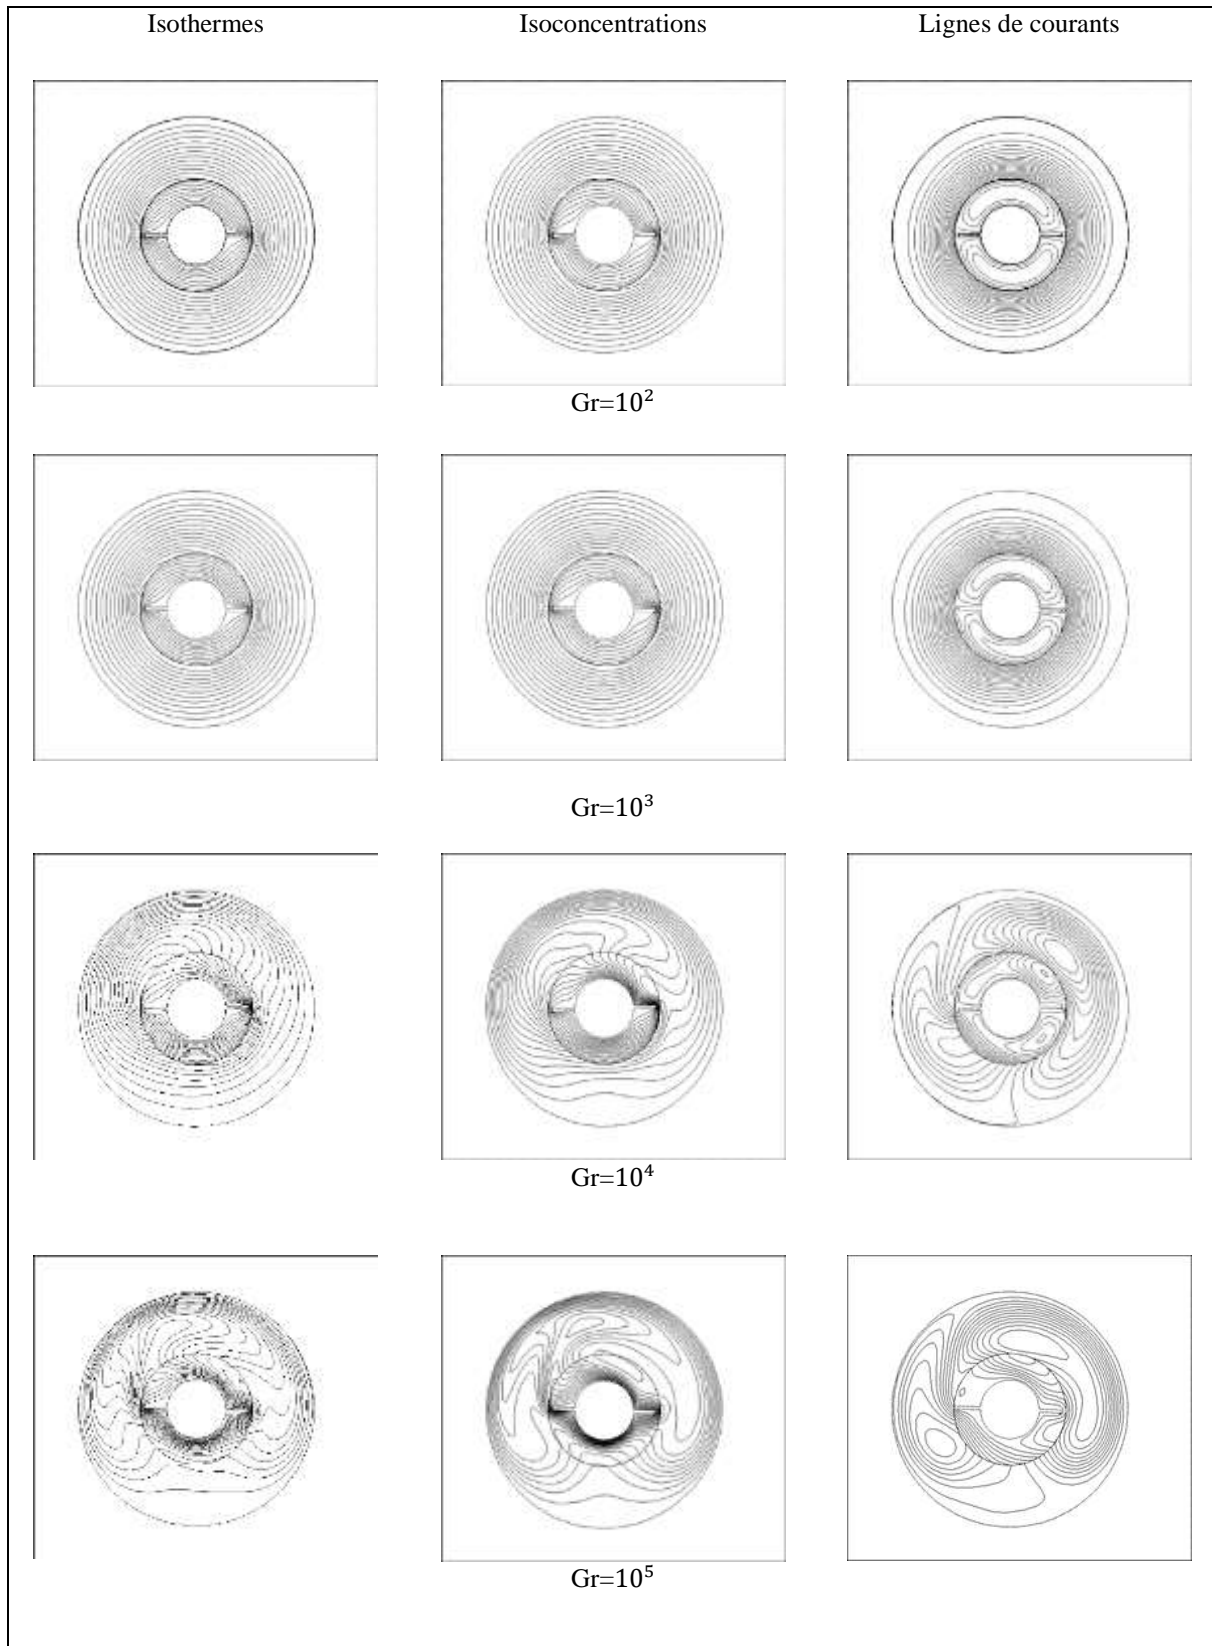 Isothermes Isoconcentrations Lignes de courants
Gr=10²
Gr=10³
Gr=10⁴
Gr=10⁵